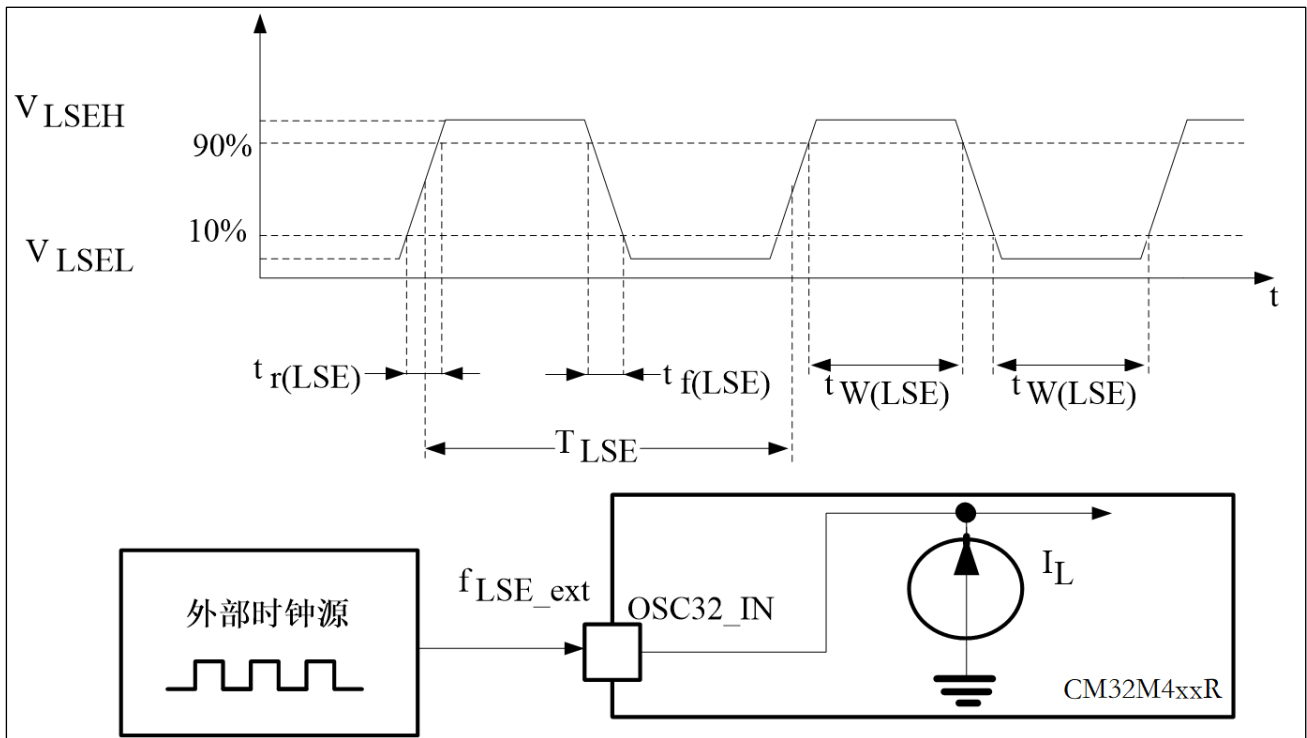 V LSEH
90%
10%
V LSEL
t
t r(LSE)
t f(LSE)
t W(LSE)
t W(LSE)
T LSE
f LSE_ext
外部时钟源
OSC32_IN
I L
CM32M4xxR